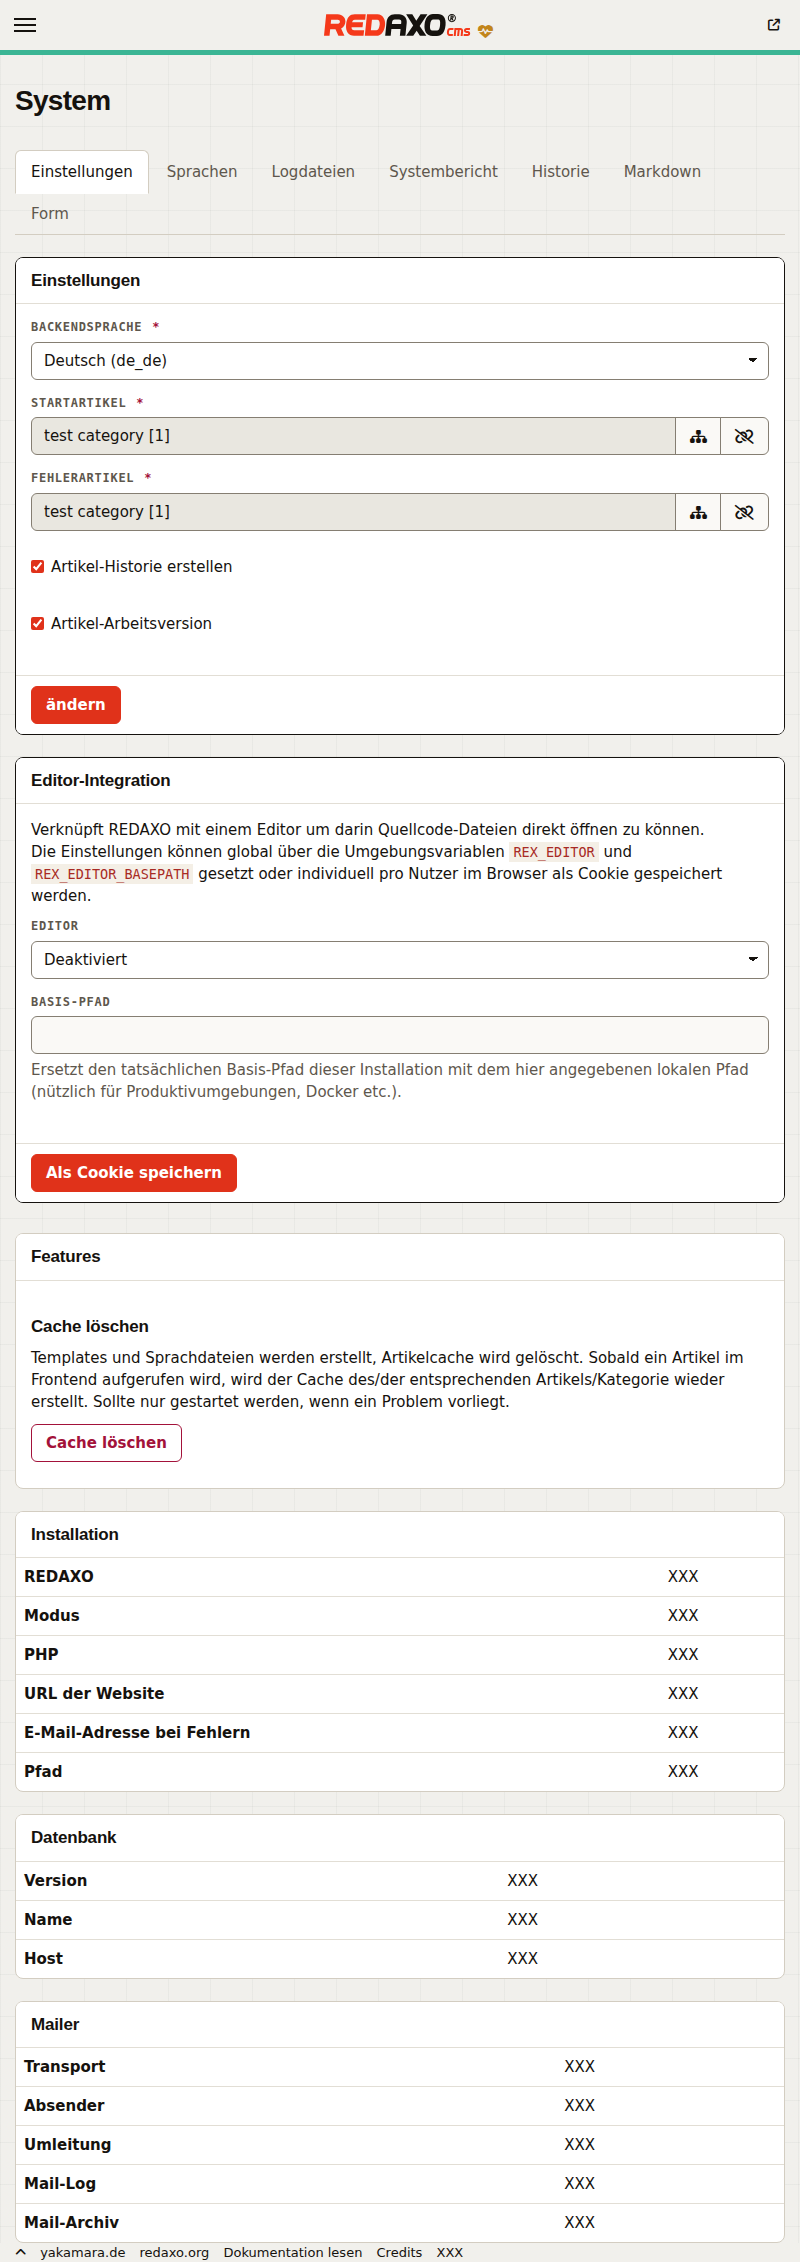 REDAXO® cms
System
Einstellungen Sprachen Logdateien Systembericht Historie Markdown
Form
Einstellungen
BACKENDSPRACHE *
Deutsch (de_de)
STARTARTIKEL *
test category [1]
FEHLERARTIKEL *
test category [1]
Artikel-Historie erstellen
Artikel-Arbeitsversion
ändern
Editor-Integration
Verknüpft REDAXO mit einem Editor um darin Quellcode-Dateien direkt öffnen zu können.
Die Einstellungen können global über die Umgebungsvariablen REX_EDITOR und
REX_EDITOR_BASEPATH gesetzt oder individuell pro Nutzer im Browser als Cookie gespeichert
werden.
EDITOR
Deaktiviert
BASIS-PFAD
Ersetzt den tatsächlichen Basis-Pfad dieser Installation mit dem hier angegebenen lokalen Pfad
(nützlich für Produktivumgebungen, Docker etc.).
Als Cookie speichern
Features
Cache löschen
Templates und Sprachdateien werden erstellt, Artikelcache wird gelöscht. Sobald ein Artikel im
Frontend aufgerufen wird, wird der Cache des/der entsprechenden Artikels/Kategorie wieder
erstellt. Sollte nur gestartet werden, wenn ein Problem vorliegt.
Cache löschen
Installation
REDAXO XXX
Modus XXX
PHP XXX
URL der Website XXX
E-Mail-Adresse bei Fehlern XXX
Pfad XXX
Datenbank
Version XXX
Name XXX
Host XXX
Mailer
Transport XXX
Absender XXX
Umleitung XXX
Mail-Log XXX
Mail-Archiv XXX
yakamara.de redaxo.org Dokumentation lesen Credits XXX